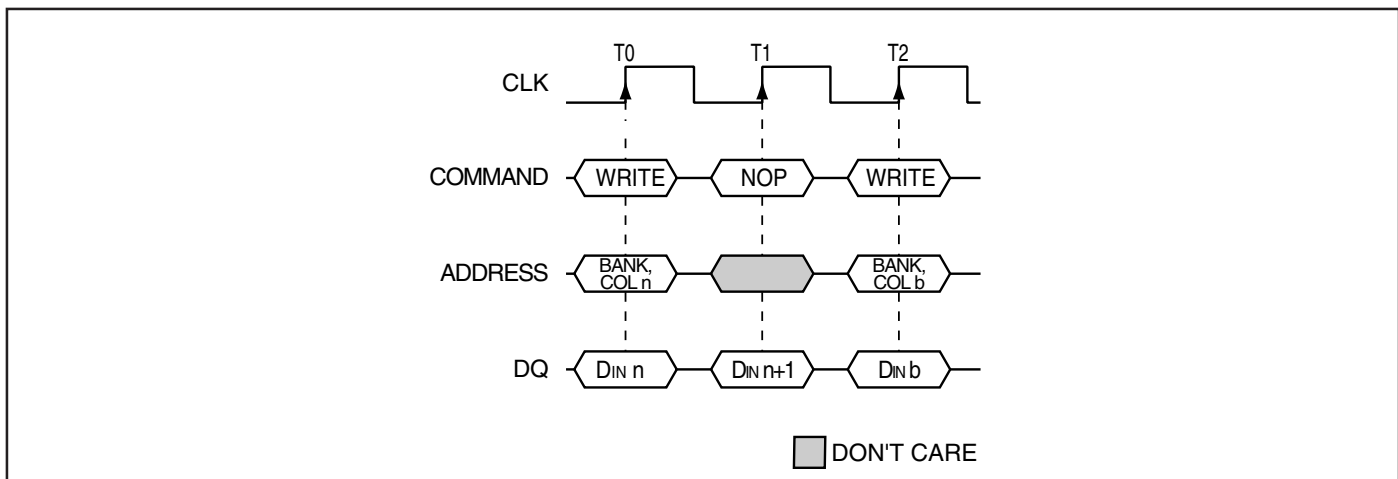 T0 T1 T2
CLK
COMMAND WRITE NOP WRITE
ADDRESS BANK, COL n BANK, COL b
DQ DIN n DIN n+1 DIN b
DON'T CARE